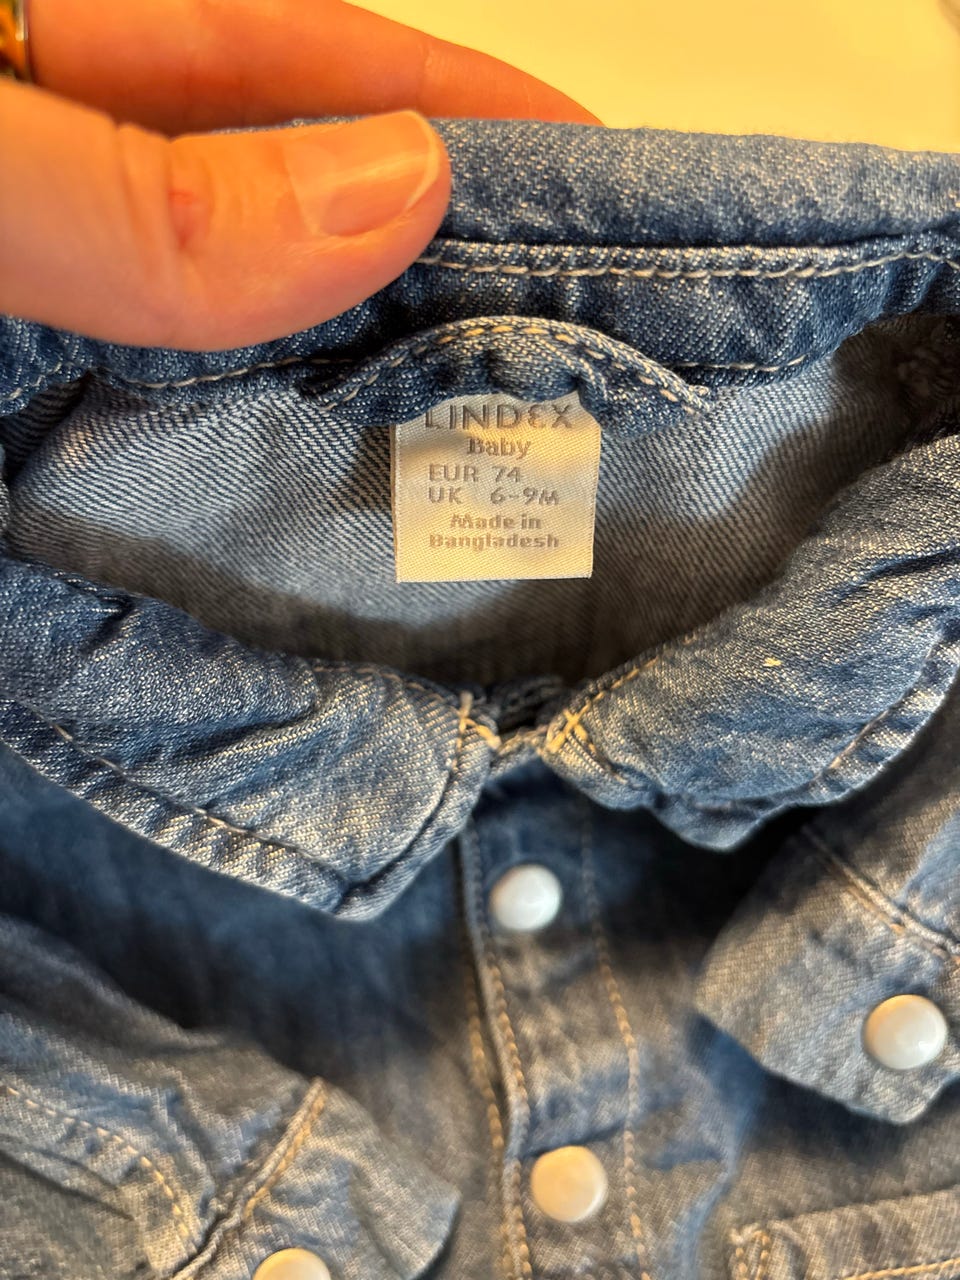 LINDEX
Baby
EUR 74
UK 6-9M
Made in
Bangladesh